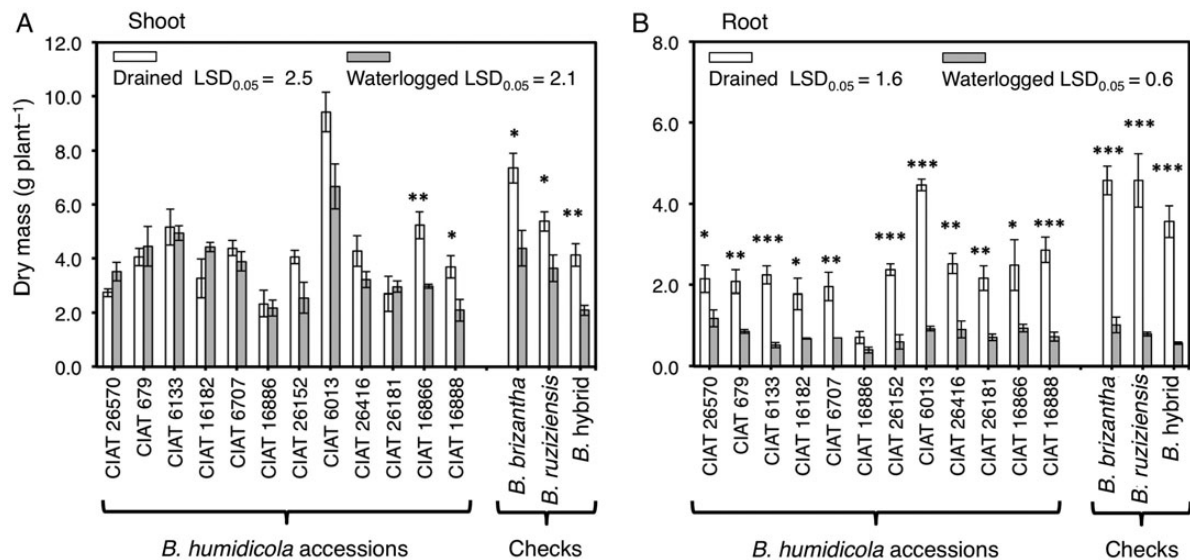 A
Shoot
12.0
10.0
8.0
6.0
4.0
2.0
0.0
Dry mass (g plant⁻¹)
Drained LSD₀.₀₅ = 2.5
Waterlogged LSD₀.₀₅ = 2.1
*
*
**
**
*
CIAT 26570
CIAT 679
CIAT 6133
CIAT 16182
CIAT 6707
CIAT 16886
CIAT 26152
CIAT 6013
CIAT 26416
CIAT 26181
CIAT 16866
CIAT 16888
B. brizantha
B. ruziziensis
B. hybrid
B. humidicola accessions
Checks
B
Root
8.0
6.0
4.0
2.0
0.0
Drained LSD₀.₀₅ = 1.6
Waterlogged LSD₀.₀₅ = 0.6
*
**
***
*
**
***
***
**
**
*
***
***
***
***
CIAT 26570
CIAT 679
CIAT 6133
CIAT 16182
CIAT 6707
CIAT 16886
CIAT 26152
CIAT 6013
CIAT 26416
CIAT 26181
CIAT 16866
CIAT 16888
B. brizantha
B. ruziziensis
B. hybrid
B. humidicola accessions
Checks